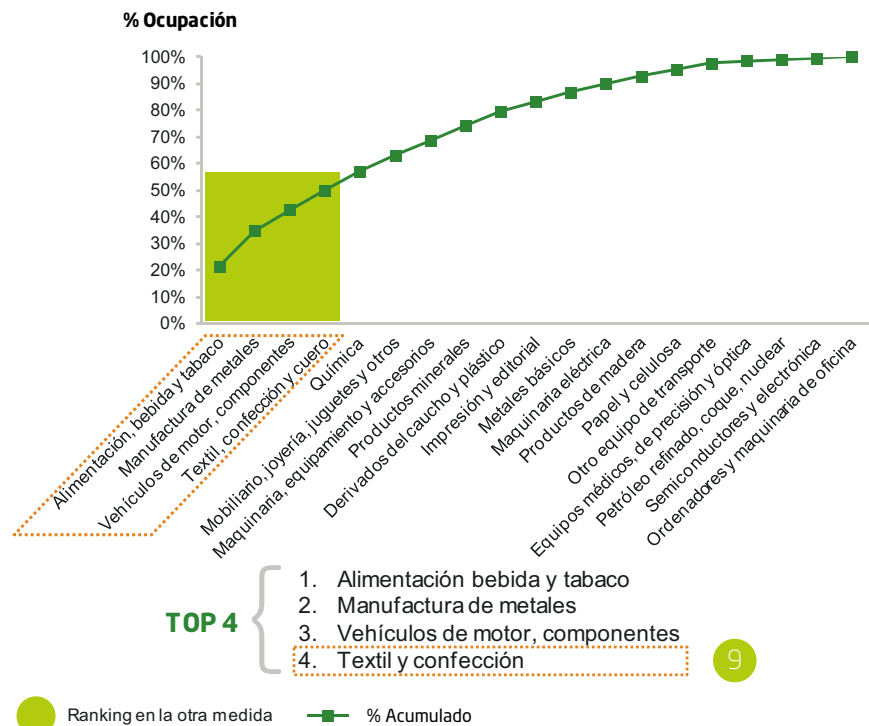 % Ocupación
100%
90%
80%
70%
60%
50%
40%
30%
20%
10%
0%
Alimentación, bebida y tabaco
Manufactura de metales
Vehículos de motor, componentes
Textil, confección y cuero
Química
Mobiliario, joyería, juguetes y otros
Maquinaria, equipamiento y accesorios
Productos minerales
Derivados del caucho y plástico
Impresión y editorial
Metales básicos
Maquinaria eléctrica
Productos de madera
Papel y celulosa
Otro equipo de transporte
Equipos médicos, de precisión y óptica
Petróleo refinado, coque, nuclear
Semiconductores y electrónica
Ordenadores y maquinaria de oficina
TOP 4
1. Alimentación bebida y tabaco
2. Manufactura de metales
3. Vehículos de motor, componentes
4. Textil y confección
9
Ranking en la otra medida
% Acumulado